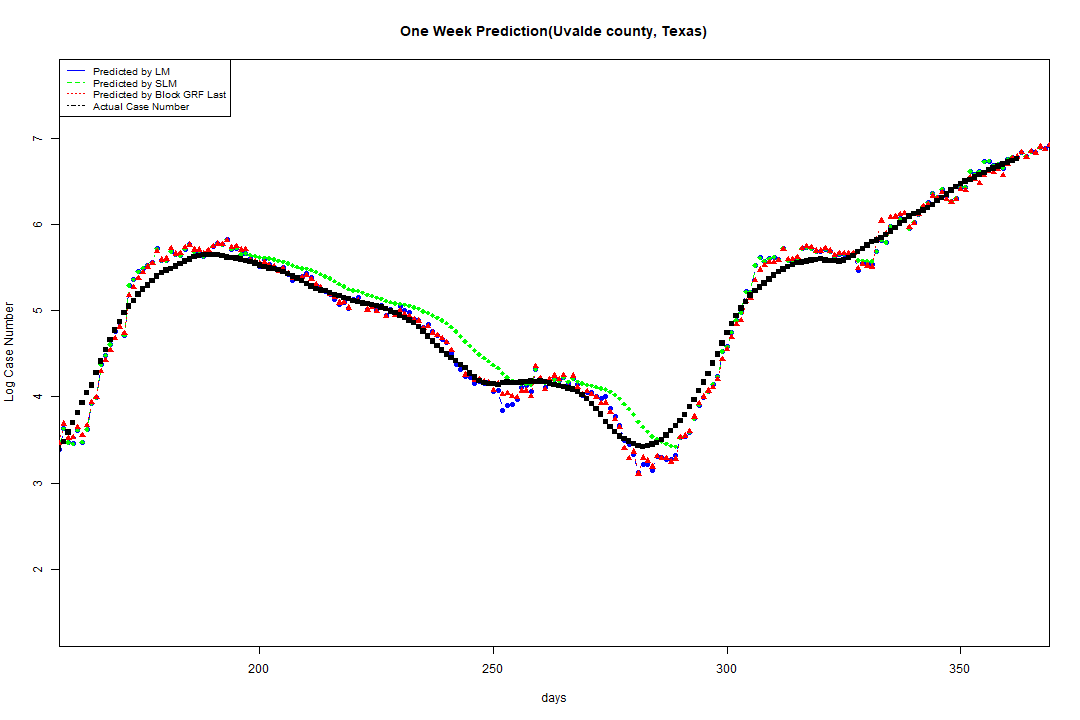 One Week Prediction(Uvalde county, Texas)
Predicted by LM
Predicted by SLM
Predicted by Block GRF Last
Actual Case Number
7
6
5
4
3
2
Log Case Number
200 250 300 350
days